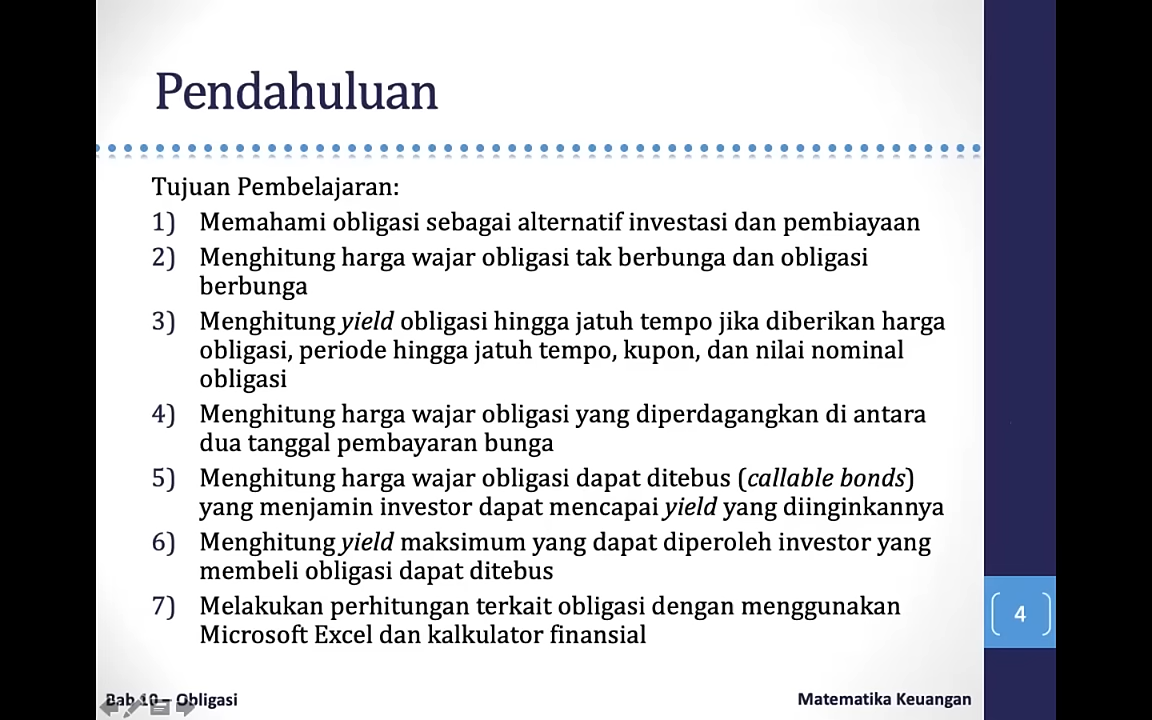 Pendahuluan
Tujuan Pembelajaran:
1) Memahami obligasi sebagai alternatif investasi dan pembiayaan
2) Menghitung harga wajar obligasi tak berbunga dan obligasi
berbunga
3) Menghitung yield obligasi hingga jatuh tempo jika diberikan harga
obligasi, periode hingga jatuh tempo, kupon, dan nilai nominal
obligasi
4) Menghitung harga wajar obligasi yang diperdagangkan di antara
dua tanggal pembayaran bunga
5) Menghitung harga wajar obligasi dapat ditebus (callable bonds)
yang menjamin investor dapat mencapai yield yang diinginkannya
6) Menghitung yield maksimum yang dapat diperoleh investor yang
membeli obligasi dapat ditebus
7) Melakukan perhitungan terkait obligasi dengan menggunakan
Microsoft Excel dan kalkulator finansial
4
Bab 10 – Obligasi
Matematika Keuangan